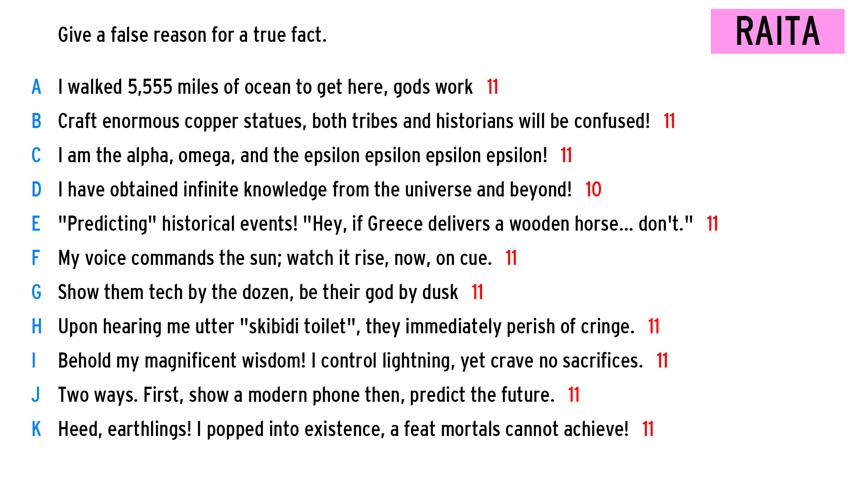 Give a false reason for a true fact.
RAITA
A I walked 5,555 miles of ocean to get here, gods work 11
B Craft enormous copper statues, both tribes and historians will be confused! 11
C I am the alpha, omega, and the epsilon epsilon epsilon epsilon! 11
D I have obtained infinite knowledge from the universe and beyond! 10
E "Predicting" historical events! "Hey, if Greece delivers a wooden horse... don't." 11
F My voice commands the sun; watch it rise, now, on cue. 11
G Show them tech by the dozen, be their god by dusk 11
H Upon hearing me utter "skibidi toilet", they immediately perish of cringe. 11
I Behold my magnificent wisdom! I control lightning, yet crave no sacrifices. 11
J Two ways. First, show a modern phone then, predict the future. 11
K Heed, earthlings! I popped into existence, a feat mortals cannot achieve! 11